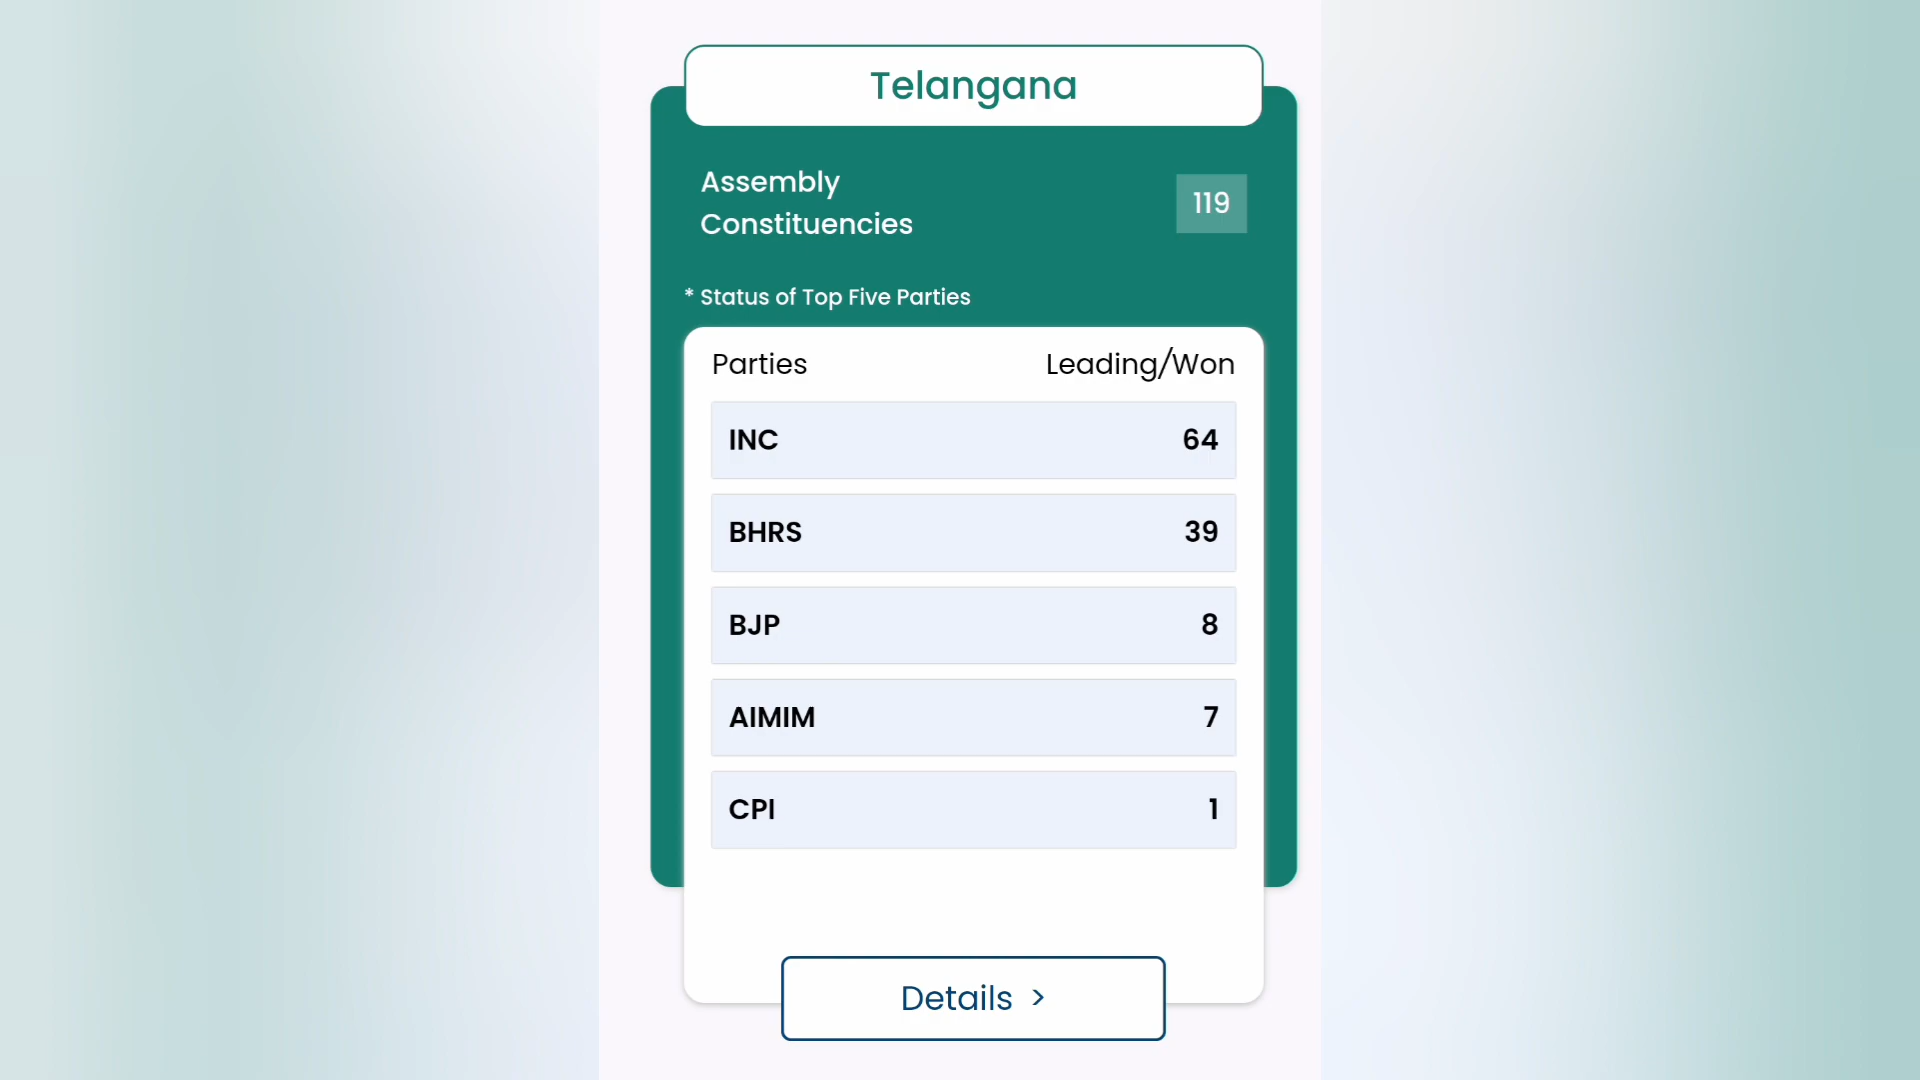 Telangana
Assembly
Constituencies
119
* Status of Top Five Parties
Parties Leading/Won
INC 64
BHRS 39
BJP 8
AIMIM 7
CPI 1
Details >